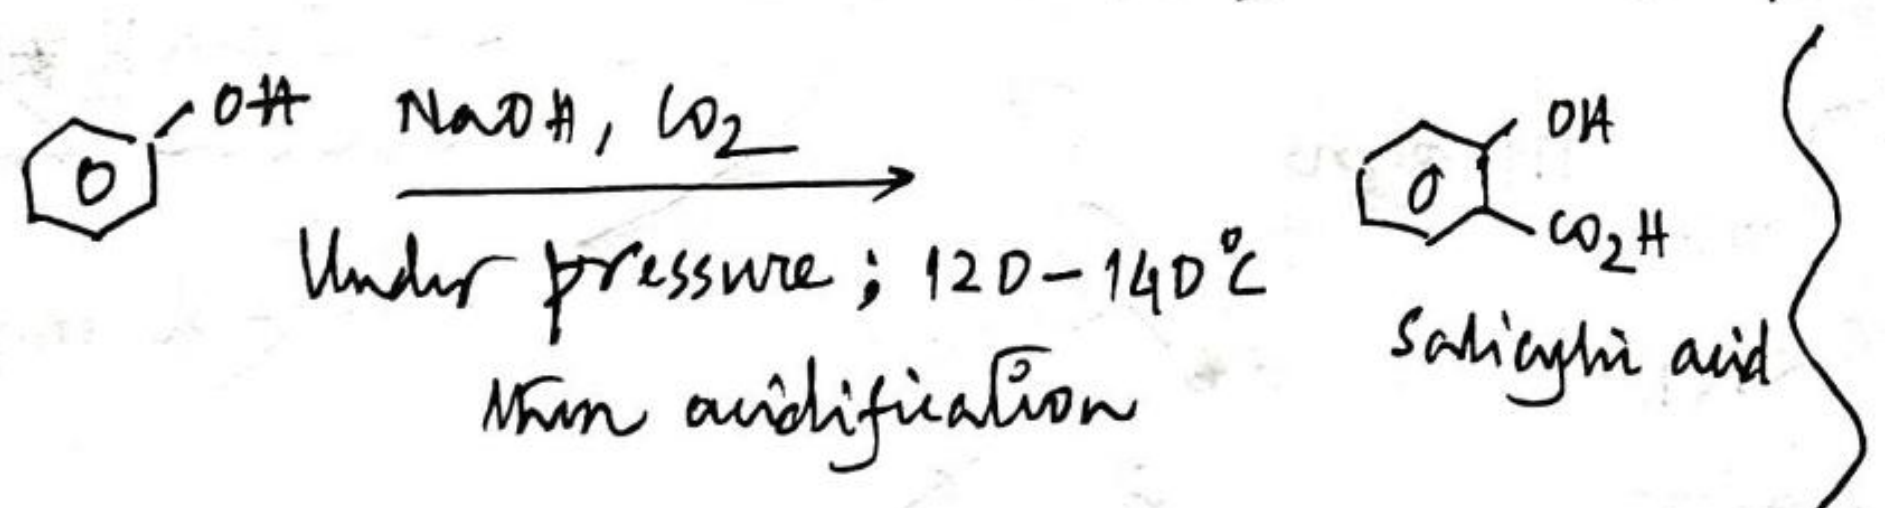 OH NaOH, CO2 OH
CO2H
Under pressure; 120-140°C
Salicylic acid
then acidification